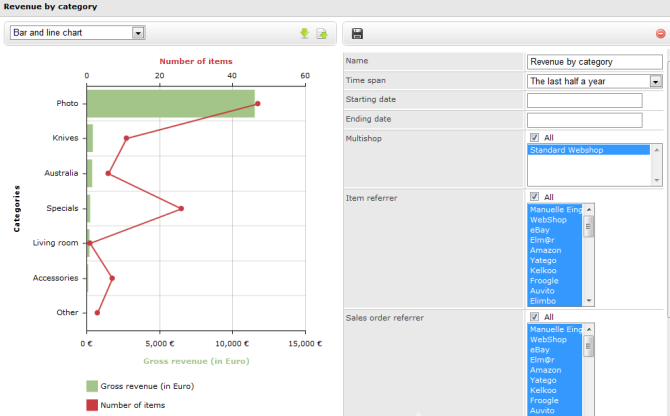 Revenue by category
Bar and line chart
Number of items
0 20 40 60
Photo
Knives
Australia
Specials
Living room
Accessories
Other
Categories
0 € 5,000 € 10,000 € 15,000 €
Gross revenue (in Euro)
Gross revenue (in Euro)
Number of items
Name Revenue by category
Time span The last half a year
Starting date
Ending date
Multishop All
Standard Webshop
Item referrer All
Manuelle Eing
WebShop
eBay
Elm@r
Amazon
Yatego
Kelkoo
Froogle
Auvito
Elimbo
Sales order referrer All
Manuelle Eing
WebShop
eBay
Elm@r
Amazon
Yatego
Kelkoo
Froogle
Auvito